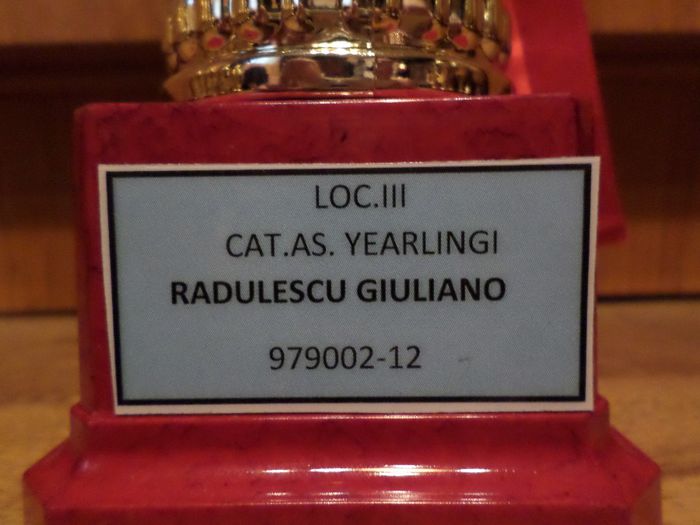 LOC.III
CAT.AS. YEARLINGI
RADULESCU GIULIANO
979002-12